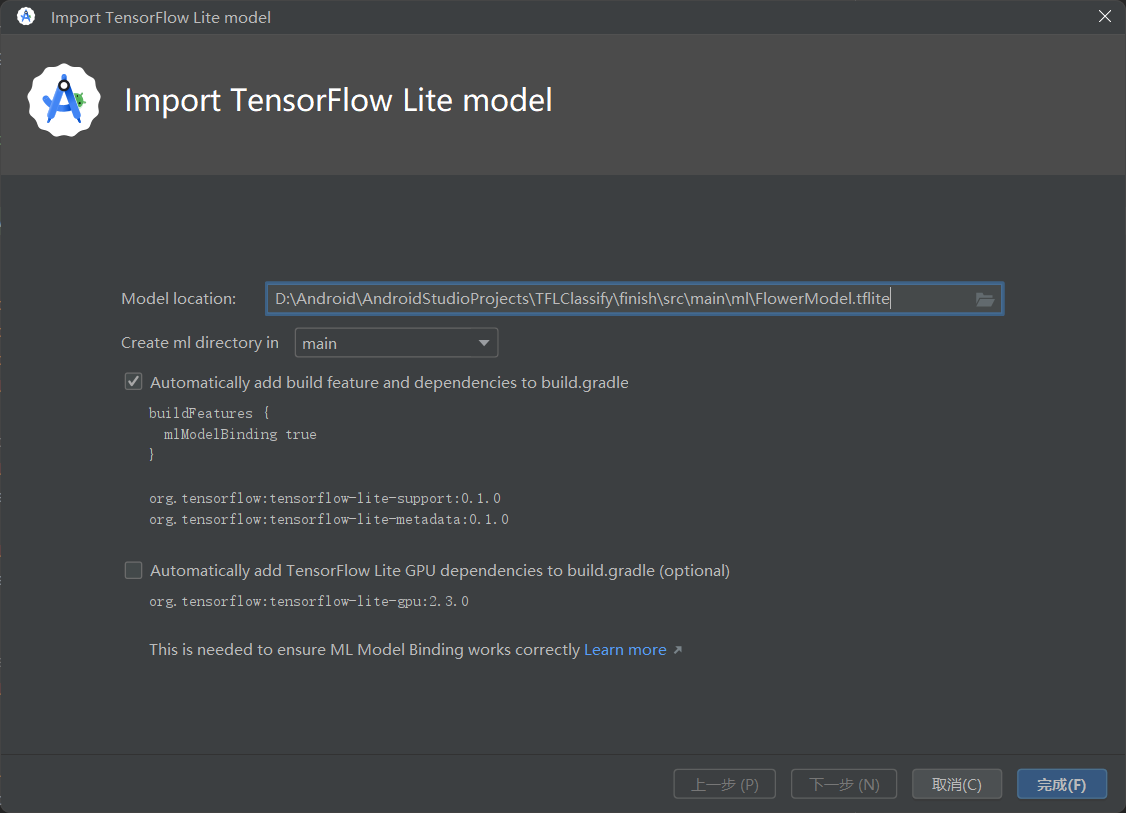 Import TensorFlow Lite model
Import TensorFlow Lite model
Model location: D:\Android\AndroidStudioProjects\TFLClassify\finish\src\main\ml\FlowerModel.tflite
Create ml directory in main
Automatically add build feature and dependencies to build.gradle
buildFeatures {
mlModelBinding true
}
org.tensorflow:tensorflow-lite-support:0.1.0
org.tensorflow:tensorflow-lite-metadata:0.1.0
Automatically add TensorFlow Lite GPU dependencies to build.gradle (optional)
org.tensorflow:tensorflow-lite-gpu:2.3.0
This is needed to ensure ML Model Binding works correctly Learn more
上一步 (P) 下一步 (N) 取消(C) 完成(F)